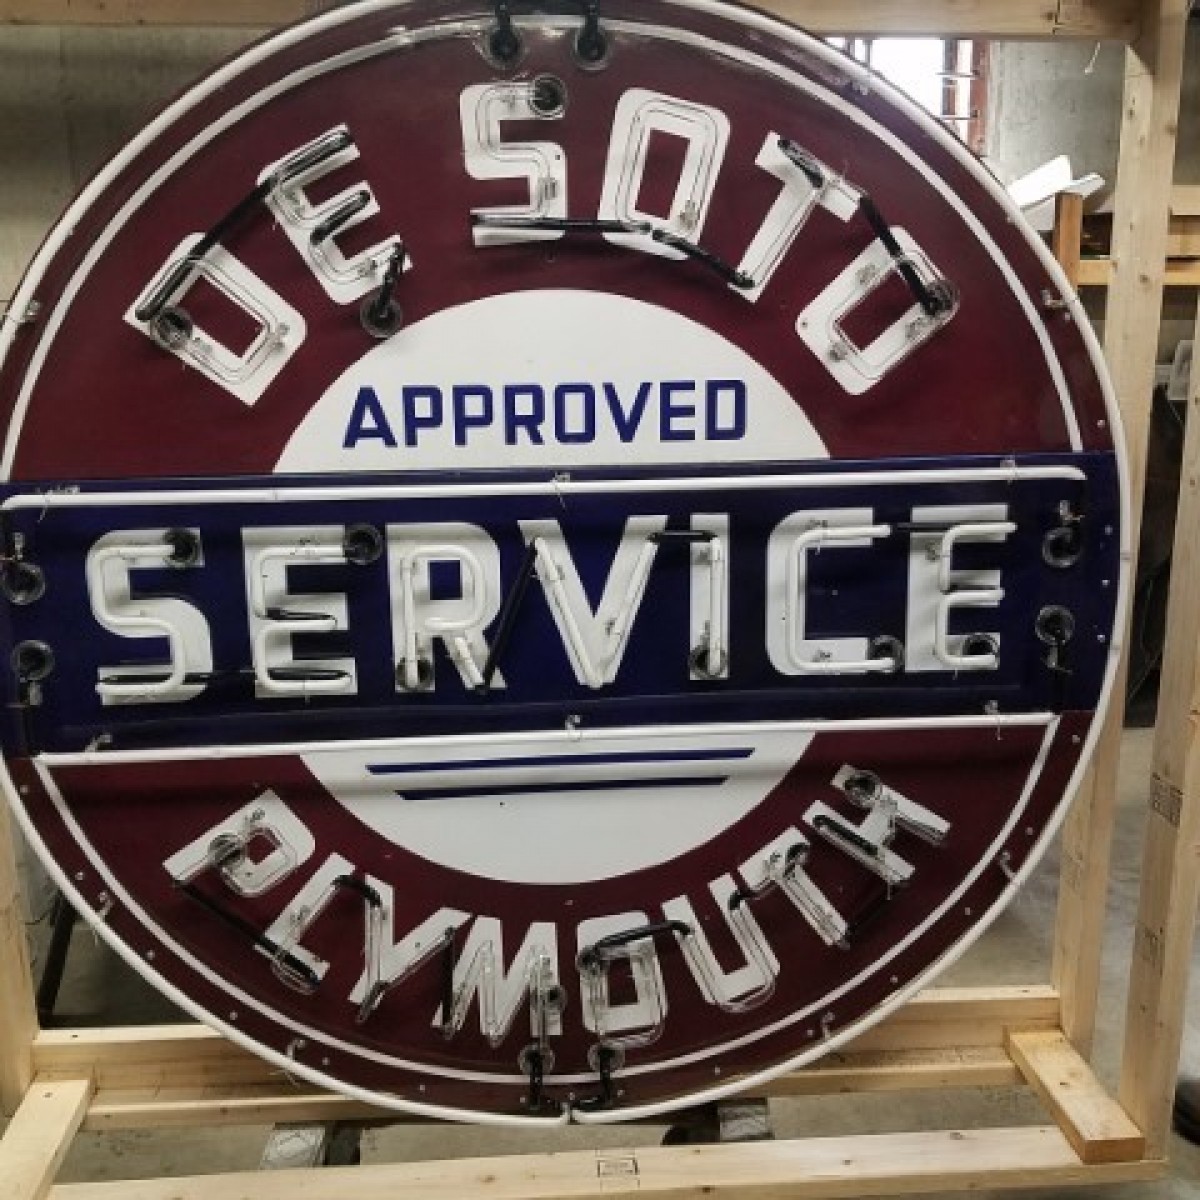 DE SOTO
APPROVED
SERVICE
PLYMOUTH